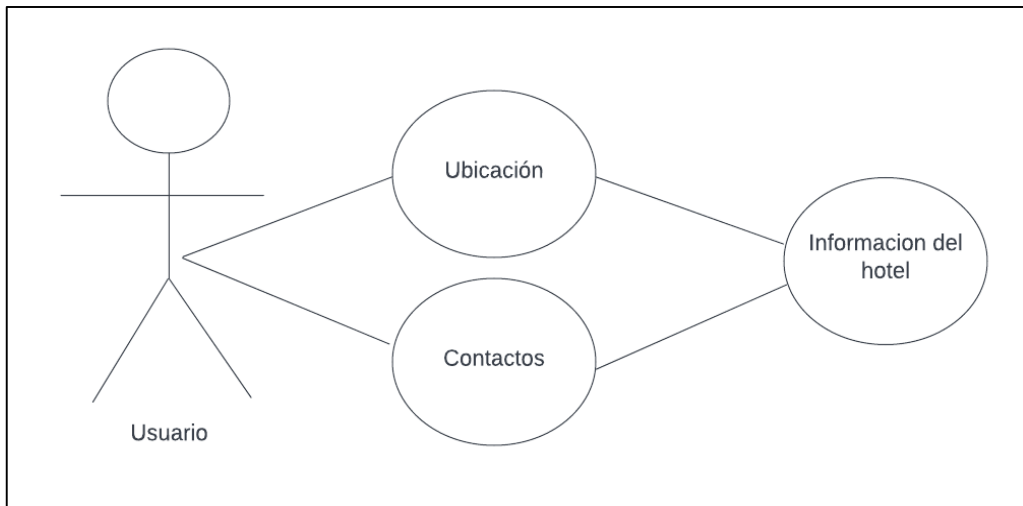 Ubicación
Informacion del
hotel
Contactos
Usuario